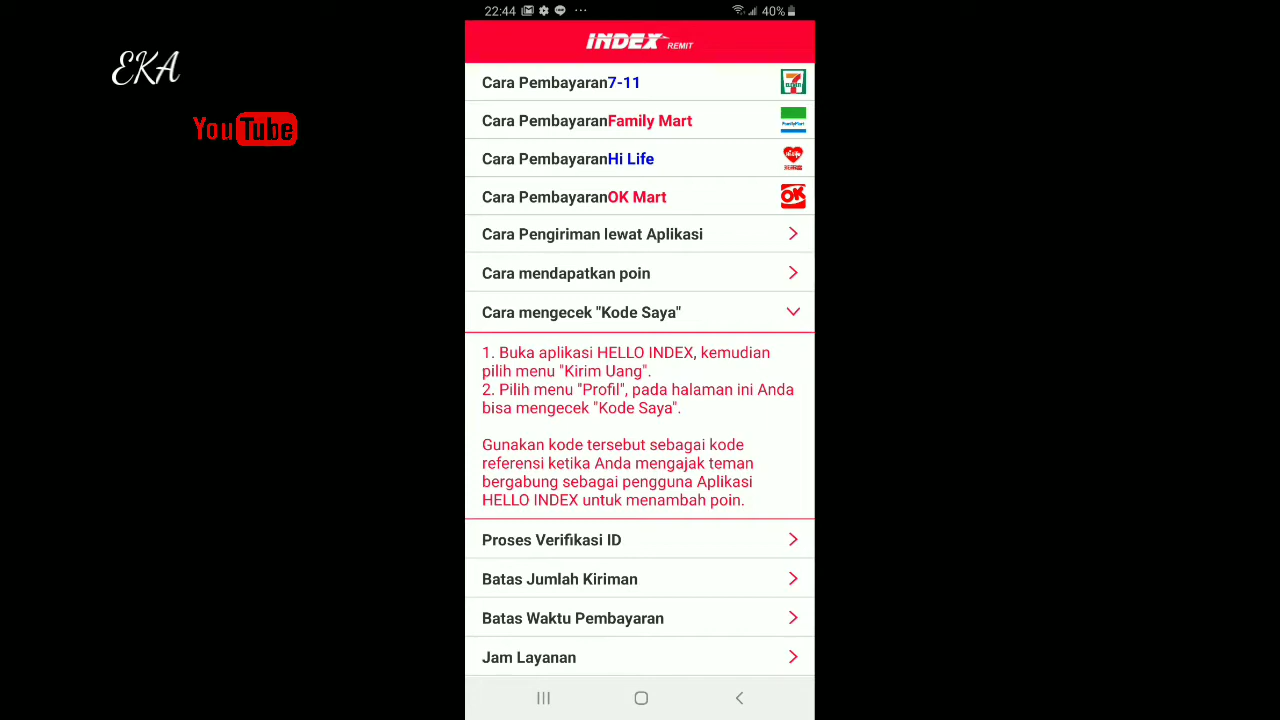 22:44 40%
EKA
YouTube
INDEX REMIT
Cara Pembayaran7-11
Cara PembayaranFamily Mart
FamilyMart
Cara PembayaranHi Life
Cara PembayaranOK Mart
OK
Cara Pengiriman lewat Aplikasi
Cara mendapatkan poin
Cara mengecek "Kode Saya"
1. Buka aplikasi HELLO INDEX, kemudian
pilih menu "Kirim Uang".
2. Pilih menu "Profil", pada halaman ini Anda
bisa mengecek "Kode Saya".
Gunakan kode tersebut sebagai kode
referensi ketika Anda mengajak teman
bergabung sebagai pengguna Aplikasi
HELLO INDEX untuk menambah poin.
Proses Verifikasi ID
Batas Jumlah Kiriman
Batas Waktu Pembayaran
Jam Layanan